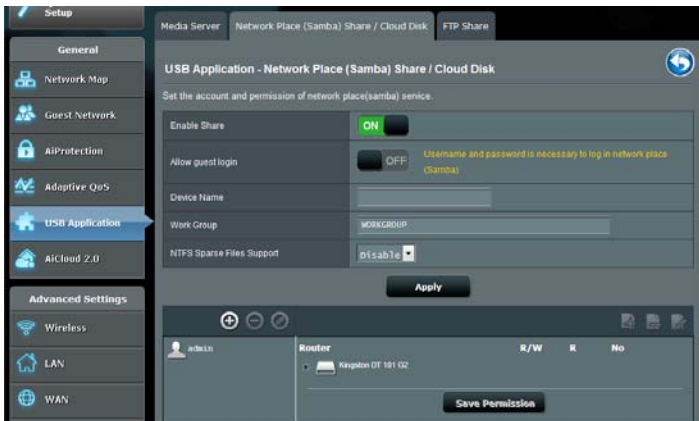 Setup
General
Network Map
Guest Network
AiProtection
Adaptive QoS
USB Application
AiCloud 2.0
Advanced Settings
Wireless
LAN
WAN
Media Server
Network Place (Samba) Share / Cloud Disk
FTP Share
USB Application - Network Place (Samba) Share / Cloud Disk
Set the account and permission of network place(samba) service.
Enable Share
ON
Allow guest login
OFF
Username and password is necessary to log in network place
(Samba)
Device Name
Work Group
WORKGROUP
NTFS Sparse Files Support
Disable
Apply
admin
Router
R/W
R
No
Kingston DT 101 G2
Save Permission